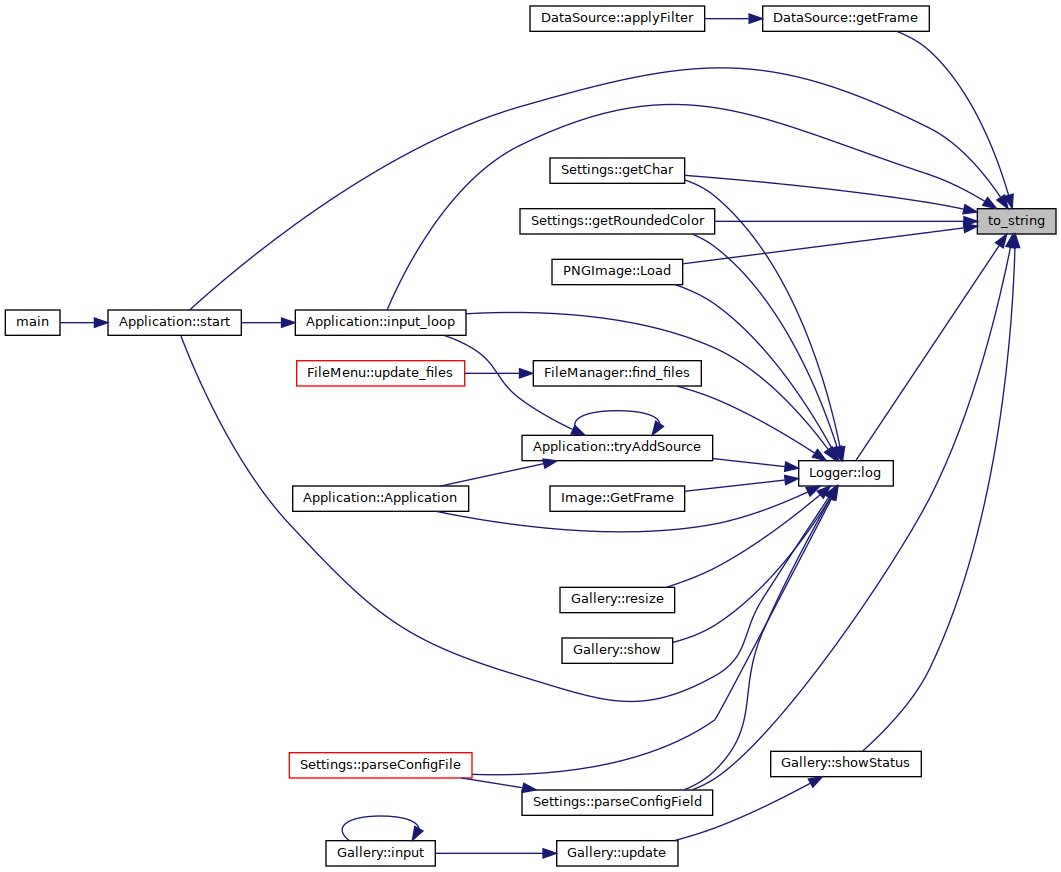 DataSource::applyFilter
DataSource::getFrame
Settings::getChar
Settings::getRoundedColor
to_string
PNGImage::Load
main
Application::start
Application::input_loop
FileMenu::update_files
FileManager::find_files
Application::tryAddSource
Logger::log
Application::Application
Image::GetFrame
Gallery::resize
Gallery::show
Settings::parseConfigFile
Gallery::showStatus
Settings::parseConfigField
Gallery::input
Gallery::update